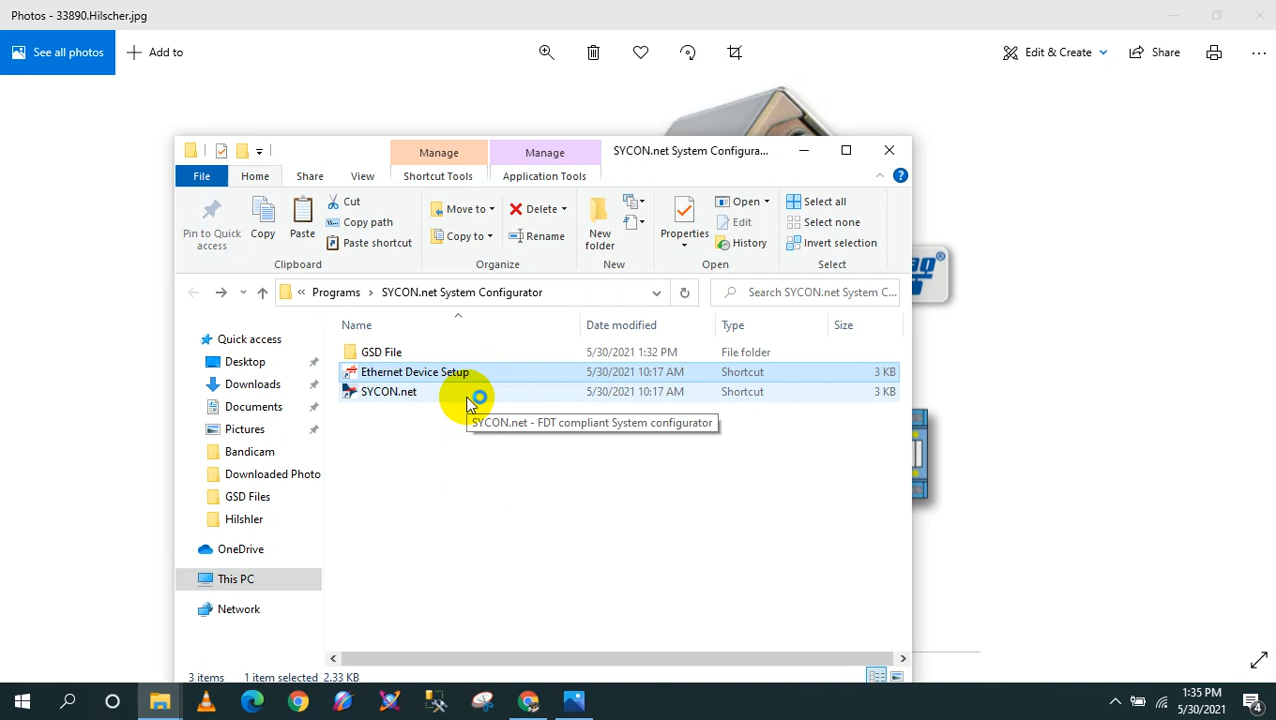 Photos - 33890.Hilscher.jpg
See all photos
Add to
Edit & Create
Share
Manage
Manage
SYCON.net System Configura...
File
Home
Share
View
Shortcut Tools
Application Tools
Pin to Quick access
Copy
Paste
Cut
Copy path
Paste shortcut
Clipboard
Move to
Copy to
Delete
Rename
Organize
New folder
New
Properties
Open
Edit
History
Open
Select all
Select none
Invert selection
Select
« Programs > SYCON.net System Configurator
Search SYCON.net System C...
Name
Date modified
Type
Size
Quick access
Desktop
Downloads
Documents
Pictures
Bandicam
Downloaded Photo
GSD Files
Hilshler
OneDrive
This PC
Network
GSD File 5/30/2021 1:32 PM File folder
Ethernet Device Setup 5/30/2021 10:17 AM Shortcut 3 KB
SYCON.net 5/30/2021 10:17 AM Shortcut 3 KB
SYCON.net - FDT compliant System configurator
3 items 1 item selected 2.33 KB
1:35 PM
5/30/2021
4